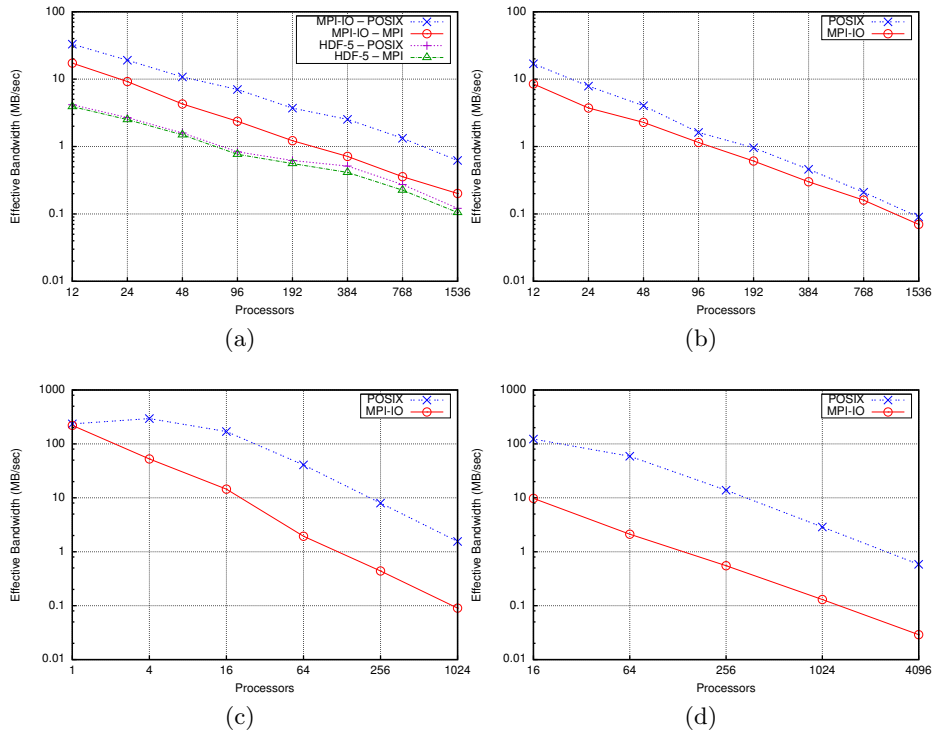 MPI-IO – POSIX
MPI-IO – MPI
HDF-5 – POSIX
HDF-5 – MPI
100
10
1
0.1
0.01
Effective Bandwidth (MB/sec)
12 24 48 96 192 384 768 1536
Processors
(a)
POSIX
MPI-IO
100
10
1
0.1
0.01
Effective Bandwidth (MB/sec)
12 24 48 96 192 384 768 1536
Processors
(b)
POSIX
MPI-IO
1000
100
10
1
0.1
0.01
Effective Bandwidth (MB/sec)
1 4 16 64 256 1024
Processors
(c)
POSIX
MPI-IO
1000
100
10
1
0.1
0.01
Effective Bandwidth (MB/sec)
16 64 256 1024 4096
Processors
(d)